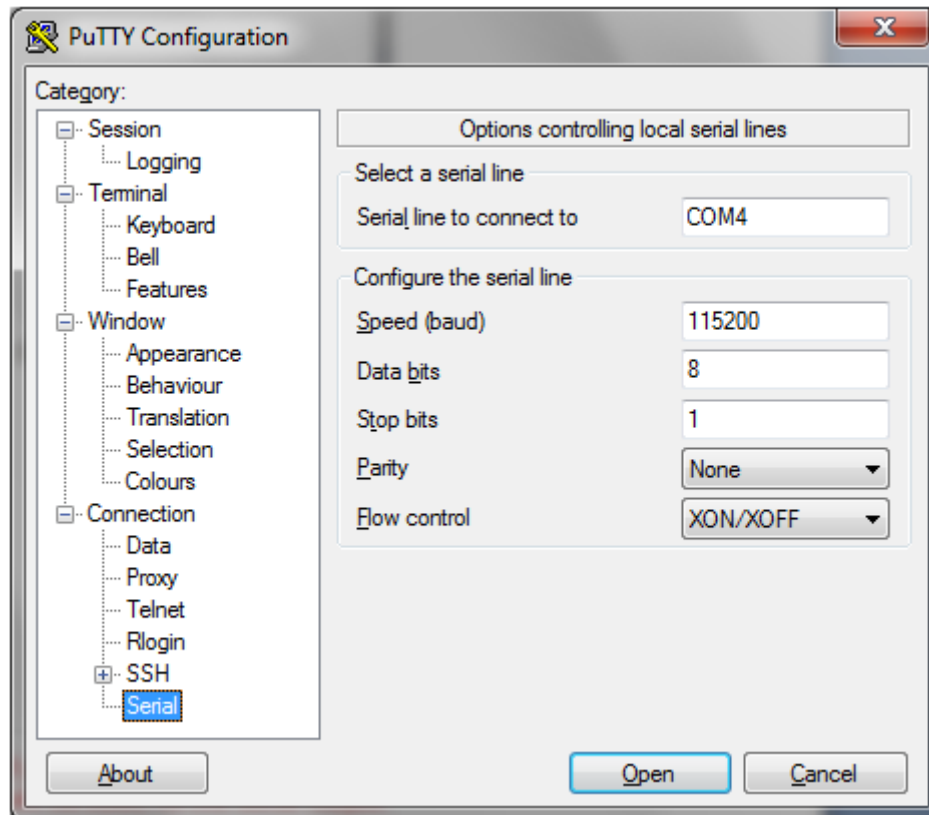 PuTTY Configuration
x
Category:
Session
Logging
Terminal
Keyboard
Bell
Features
Window
Appearance
Behaviour
Translation
Selection
Colours
Connection
Data
Proxy
Telnet
Rlogin
SSH
Serial
Options controlling local serial lines
Select a serial line
Serial line to connect to COM4
Configure the serial line
Speed (baud) 115200
Data bits 8
Stop bits 1
Parity None
Flow control XON/XOFF
About Open Cancel